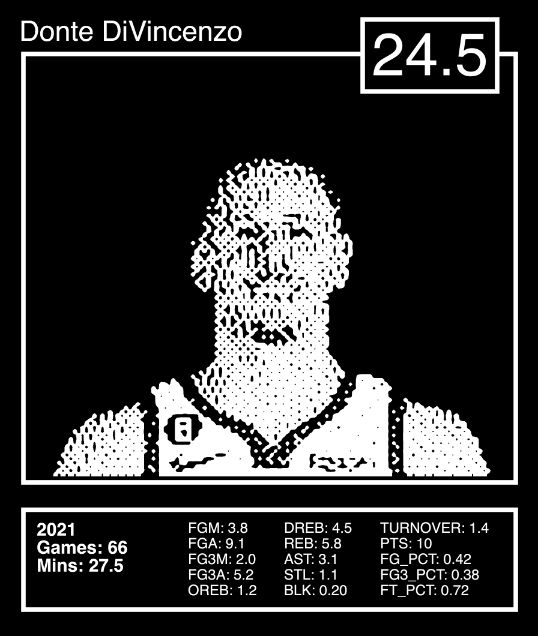 Donte DiVincenzo
24.5
2021
Games: 66
Mins: 27.5
FGM: 3.8
FGA: 9.1
FG3M: 2.0
FG3A: 5.2
OREB: 1.2
DREB: 4.5
REB: 5.8
AST: 3.1
STL: 1.1
BLK: 0.20
TURNOVER: 1.4
PTS: 10
FG_PCT: 0.42
FG3_PCT: 0.38
FT_PCT: 0.72